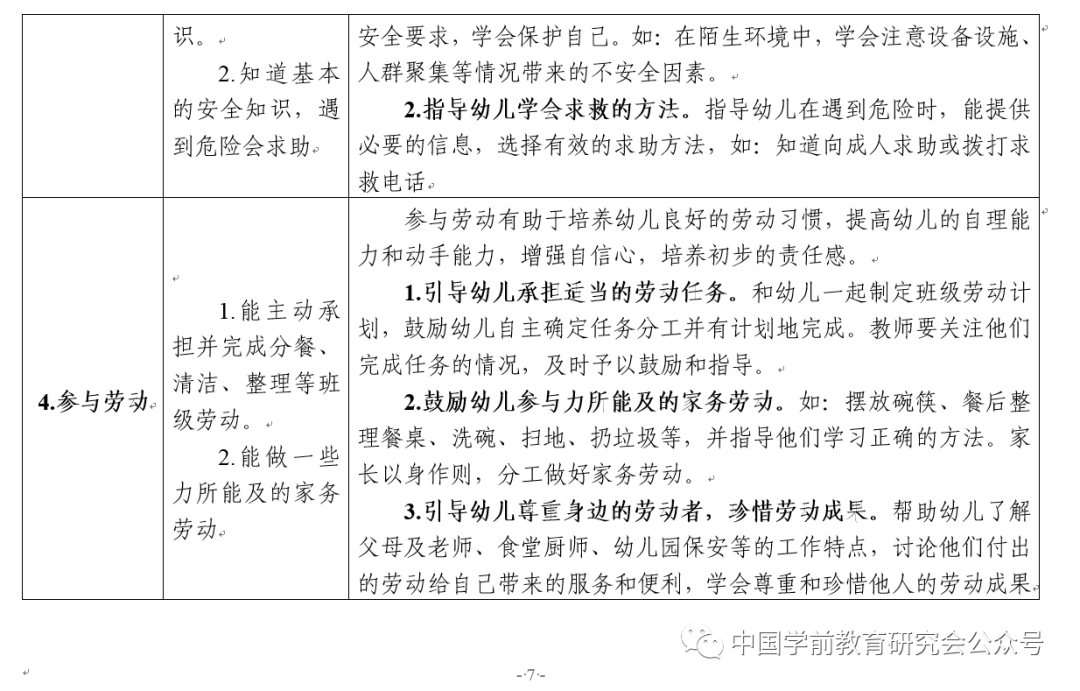 识。
2.知道基本
的安全知识，遇
到危险会求助
安全要求，学会保护自己。如：在陌生环境中，学会注意设备设施、
人群聚集等情况带来的不安全因素。
2.指导幼儿学会求救的方法。指导幼儿在遇到危险时，能提供
必要的信息，选择有效的求助方法，如：知道向成人求助或拨打求
救电话
4.参与劳动
1.能主动承
担并完成分餐、
清洁、整理等班
级劳动。
2.能做一些
力所能及的家务
劳动
参与劳动有助于培养幼儿良好的劳动习惯，提高幼儿的自理能
力和动手能力，增强自信心，培养初步的责任感。
1.引导幼儿承担适当的劳动任务。和幼儿一起制定班级劳动计
划，鼓励幼儿自主确定任务分工并有计划地完成。教师要关注他们
完成任务的情况，及时予以鼓励和指导。
2.鼓励幼儿参与力所能及的家务劳动。如：摆放碗筷、餐后整
理餐桌、洗碗、扫地、扔垃圾等，并指导他们学习正确的方法。家
长以身作则，分工做好家务劳动。
3.引导幼儿尊重身边的劳动者，珍惜劳动成果。帮助幼儿了解
父母及老师、食堂厨师、幼儿园保安等的工作特点，讨论他们付出
的劳动给自己带来的服务和便利，学会尊重和珍惜他人的劳动成果
中国学前教育研究会公众号
-7-